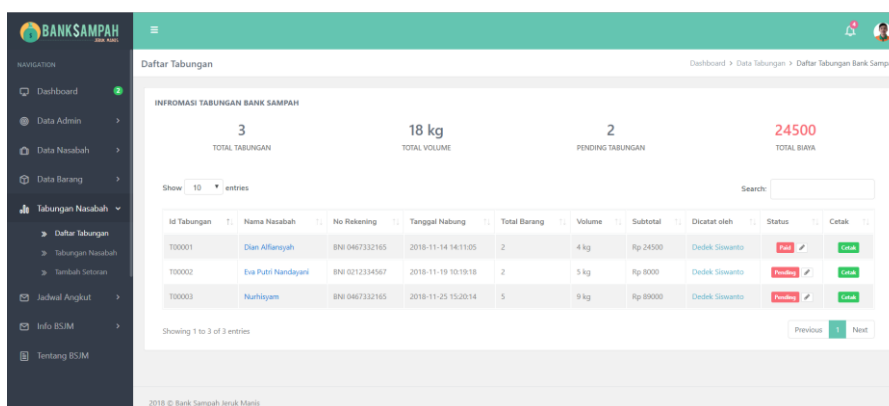 BANKSAMPAH
JERUK MANIS
4
NAVIGATION
Daftar Tabungan
Dashboard > Data Tabungan > Daftar Tabungan Bank Samp
Dashboard 2
Data Admin
Data Nasabah
Data Barang
Tabungan Nasabah
Daftar Tabungan
Tabungan Nasabah
Tambah Setoran
Jadwal Angkut
Info BSJM
Tentang BSJM
INFROMASI TABUNGAN BANK SAMPAH
3 18 kg 2 24500
TOTAL TABUNGAN TOTAL VOLUME PENDING TABUNGAN TOTAL BIAYA
Show 10 entries Search:
Id Tabungan Nama Nasabah No Rekening Tanggal Nabung Total Barang Volume Subtotal Dicatat oleh Status Cetak
T00001 Dian Alfiansyah BNI 0467332165 2018-11-14 14:11:05 2 4 kg Rp 24500 Dedek Siswanto Paid Cetak
T00002 Eva Putri Nandayani BNI 0212334567 2018-11-19 10:19:18 2 5 kg Rp 8000 Dedek Siswanto Pending Cetak
T00003 Nurhisyam BNI 0467332165 2018-11-25 15:20:14 5 9 kg Rp 89000 Dedek Siswanto Pending Cetak
Showing 1 to 3 of 3 entries Previous 1 Next
2018 © Bank Sampah Jeruk Manis